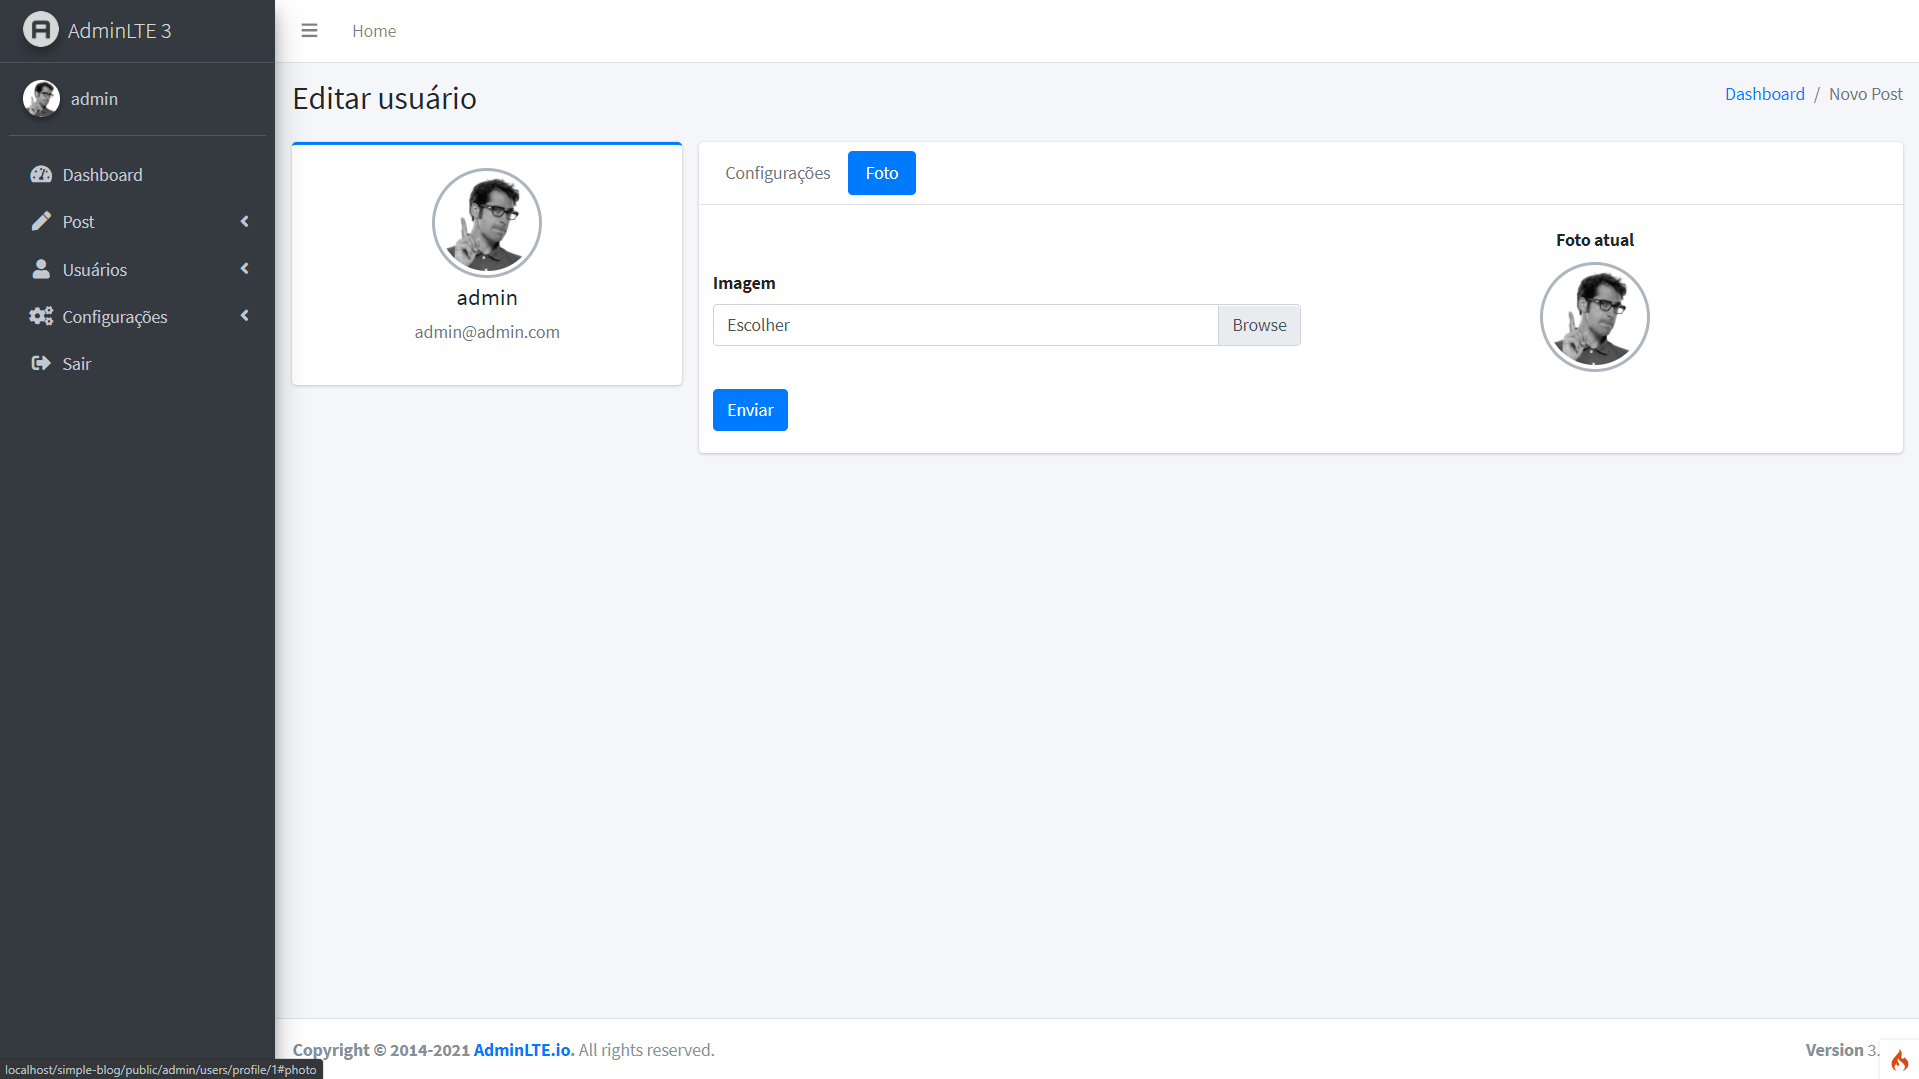 AdminLTE 3
Home
admin
Editar usuário
Dashboard / Novo Post
Dashboard
Post
Usuários
Configurações
Sair
admin
admin@admin.com
Configurações
Foto
Imagem
Escolher
Browse
Enviar
Foto atual
Copyright © 2014-2021 AdminLTE.io. All rights reserved.
Version 3.
localhost/simple-blog/public/admin/users/profile/1#photo